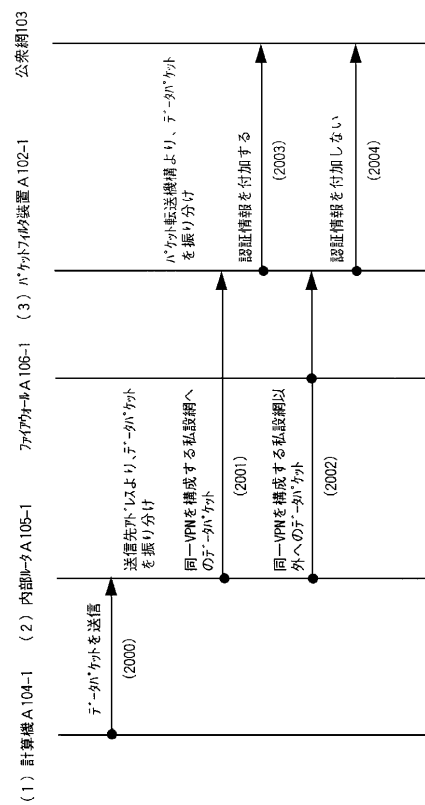 (1) 計算機A104-1
(2) 内部ルータA105-1
ファイアウォールA106-1
(3) パケットフィルタ装置A102-1
公衆網103
データパケットを送信
(2000)
送信先アドレスより、データパケット
を振り分け
同一VPNを構成する私設網へ
のデータパケット
(2001)
同一VPNを構成する私設網以
外へのデータパケット
(2002)
パケット転送機構より、データパケット
を振り分け
認証情報を付加する
(2003)
認証情報を付加しない
(2004)